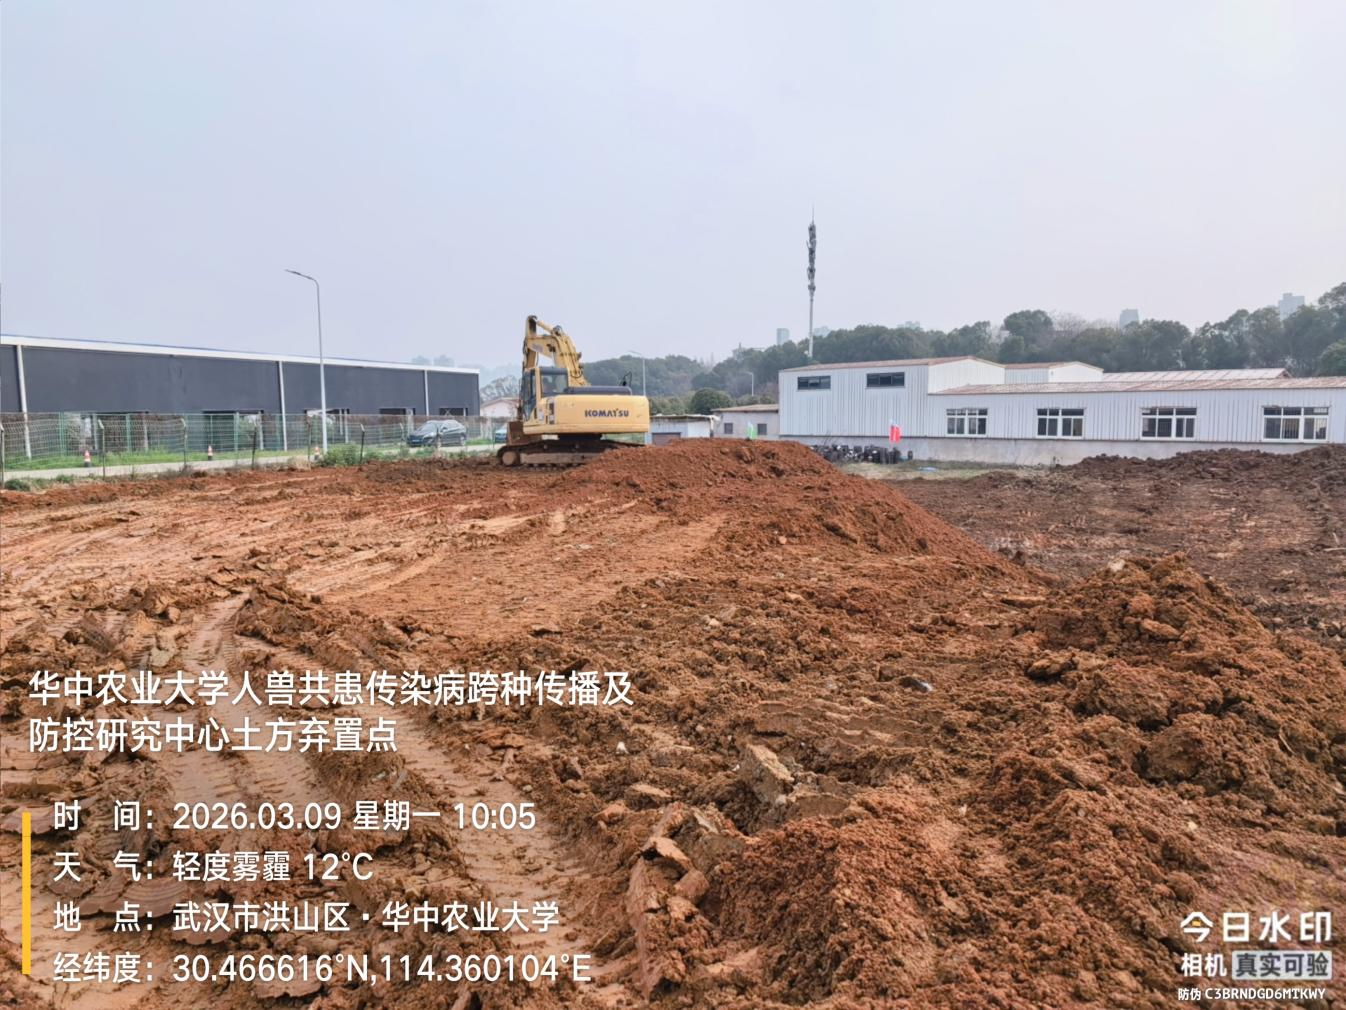 KOMATSU
华中农业大学人兽共患传染病跨种传播及
防控研究中心土方弃置点
时 间：2026.03.09 星期一 10:05
天 气：轻度雾霾 12℃
地 点：武汉市洪山区·华中农业大学
经纬度：30.466616°N,114.360104°E
今日水印
相机 真实可验
防伪 C3BRNDGD6MTKWY